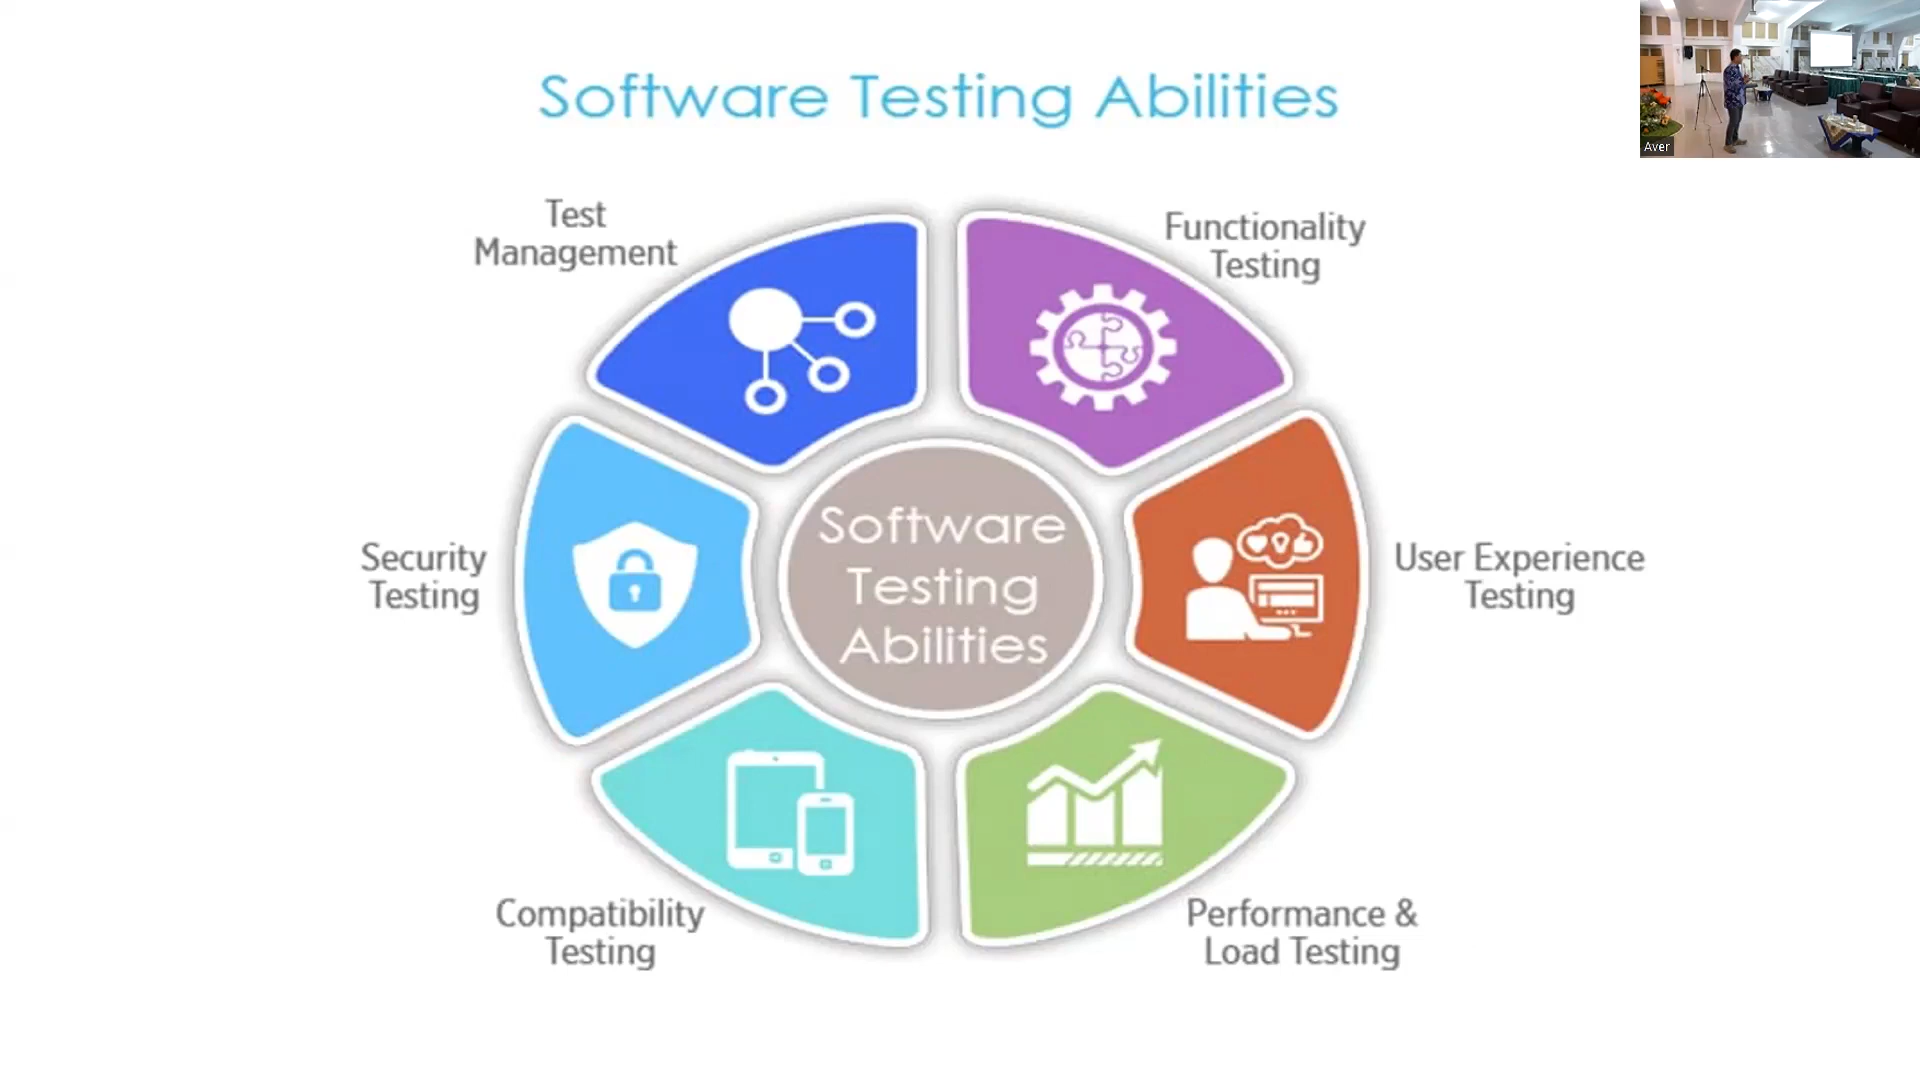 Software Testing Abilities
Aver
Test
Management
Functionality
Testing
Security
Testing
Software
Testing
Abilities
User Experience
Testing
Compatibility
Testing
Performance &
Load Testing